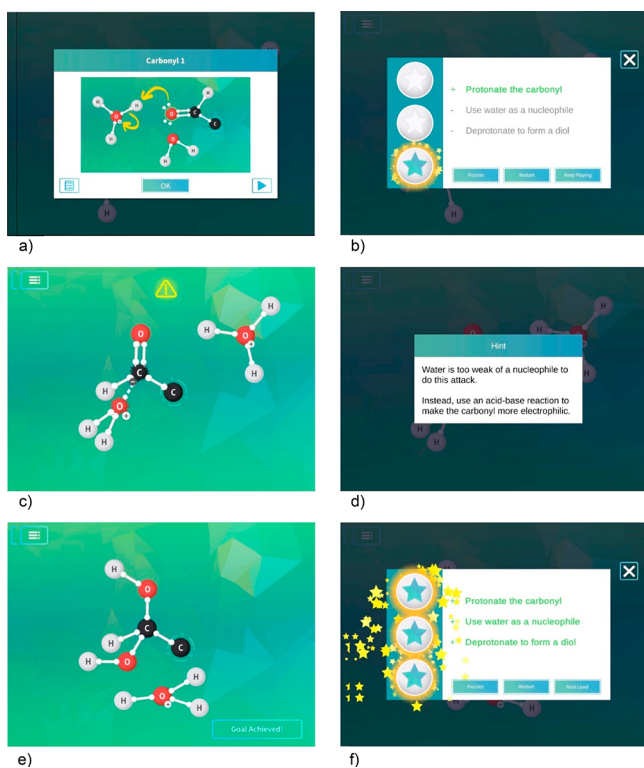 Carbonyl 1
H
H
H
O
H
O
C
C
O
H
H
OK
H
a)
Protonate the carbonyl
Use water as a nucleophile
Deprotonate to form a diol
Puzzles
Restart
Keep Playing
H
b)
O
C
C
H
O
H
H
H
H
O
H
c)
Hint
Water is too weak of a nucleophile to
do this attack.
Instead, use an acid-base reaction to
make the carbonyl more electrophilic.
d)
H
O
C
C
H
H
O
H
O
H
H
Goal Achieved!
e)
Protonate the carbonyl
Use water as a nucleophile
Deprotonate to form a diol
Puzzles
Restart
Next Level
f)